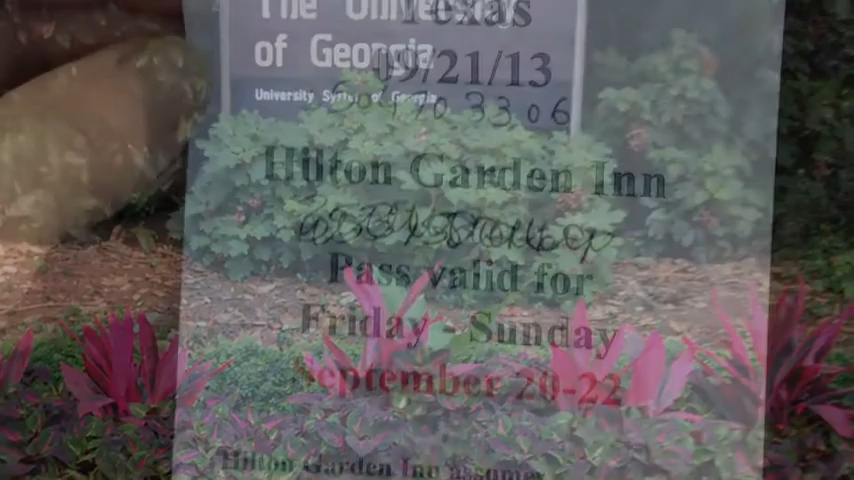 The University
of Georgia
University System of Georgia
Texas
09/21/13
Hilton Garden Inn
Pass valid for
Friday - Sunday
September 20-22
Hilton Garden Inn assumes